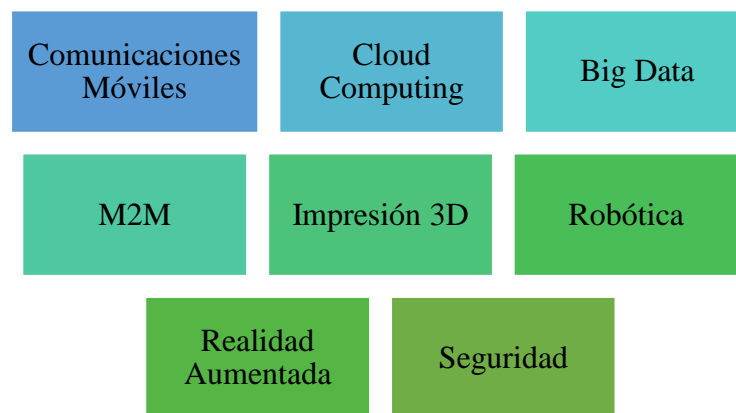 Comunicaciones
Móviles
Cloud
Computing
Big Data
M2M
Impresión 3D
Robótica
Realidad
Aumentada
Seguridad